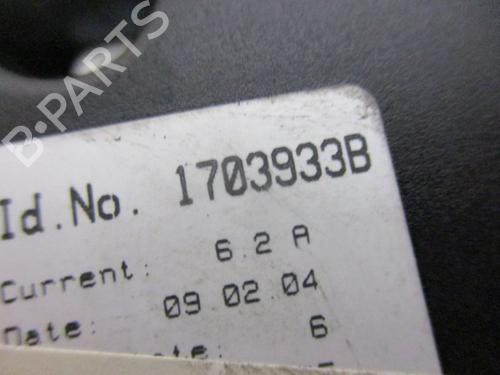 B-PARTS
Id.No. 1703933B
Current: 6.2 A
Date: 09.02.04
6